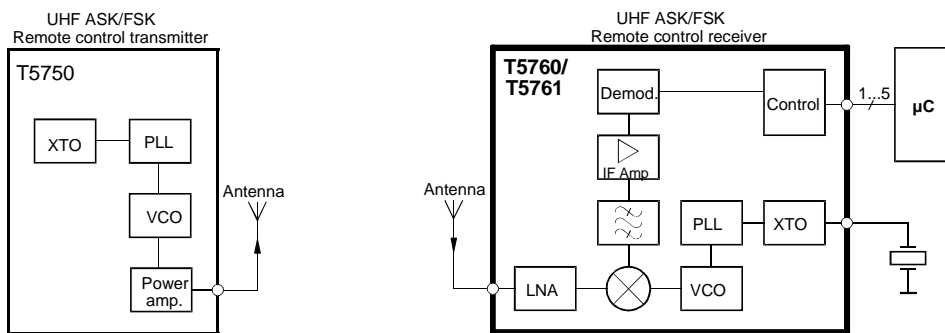 UHF ASK/FSK
Remote control transmitter
T5750
XTO
PLL
VCO
Power
amp.
Antenna
UHF ASK/FSK
Remote control receiver
T5760/
T5761
Demod.
Control
1...5
µC
IF Amp
Antenna
PLL
XTO
LNA
VCO